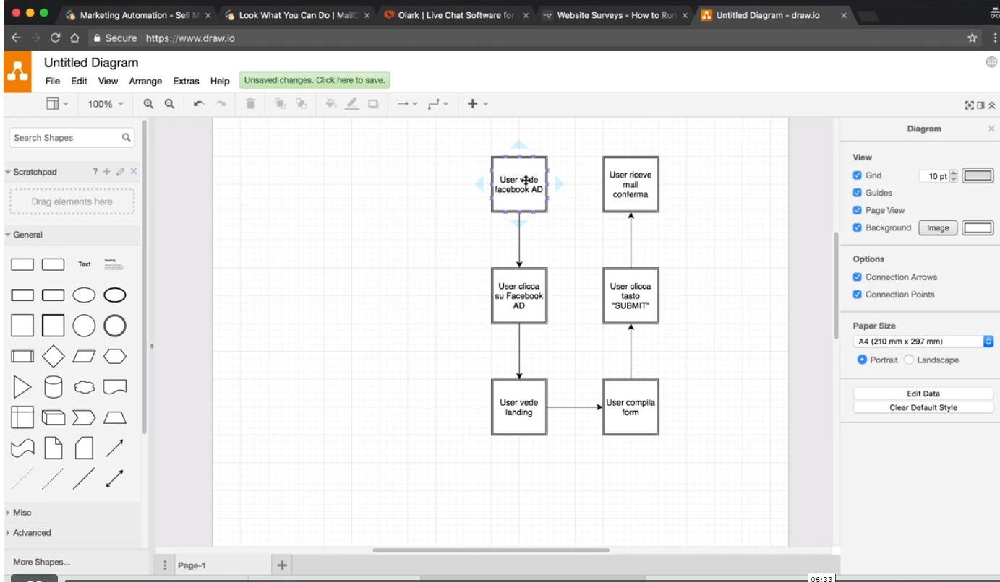 Marketing Automation - Sell M
Look What You Can Do | MailC
Olark | Live Chat Software for
Website Surveys - How to Run
Untitled Diagram - draw.io
Secure https://www.draw.io
Untitled Diagram
File Edit View Arrange Extras Help Unsaved changes. Click here to save.
100%
Search Shapes
Scratchpad ?
Drag elements here
General
Text
Heading
Misc
Advanced
More Shapes...
User vede
facebook AD
User riceve
mail
conferma
User clicca
su Facebook
AD
User clicca
tasto
"SUBMIT"
User vede
landing
User compila
form
Page-1
Diagram
View
Grid 10 pt
Guides
Page View
Background Image
Options
Connection Arrows
Connection Points
Paper Size
A4 (210 mm x 297 mm)
Portrait Landscape
Edit Data
Clear Default Style
06:33